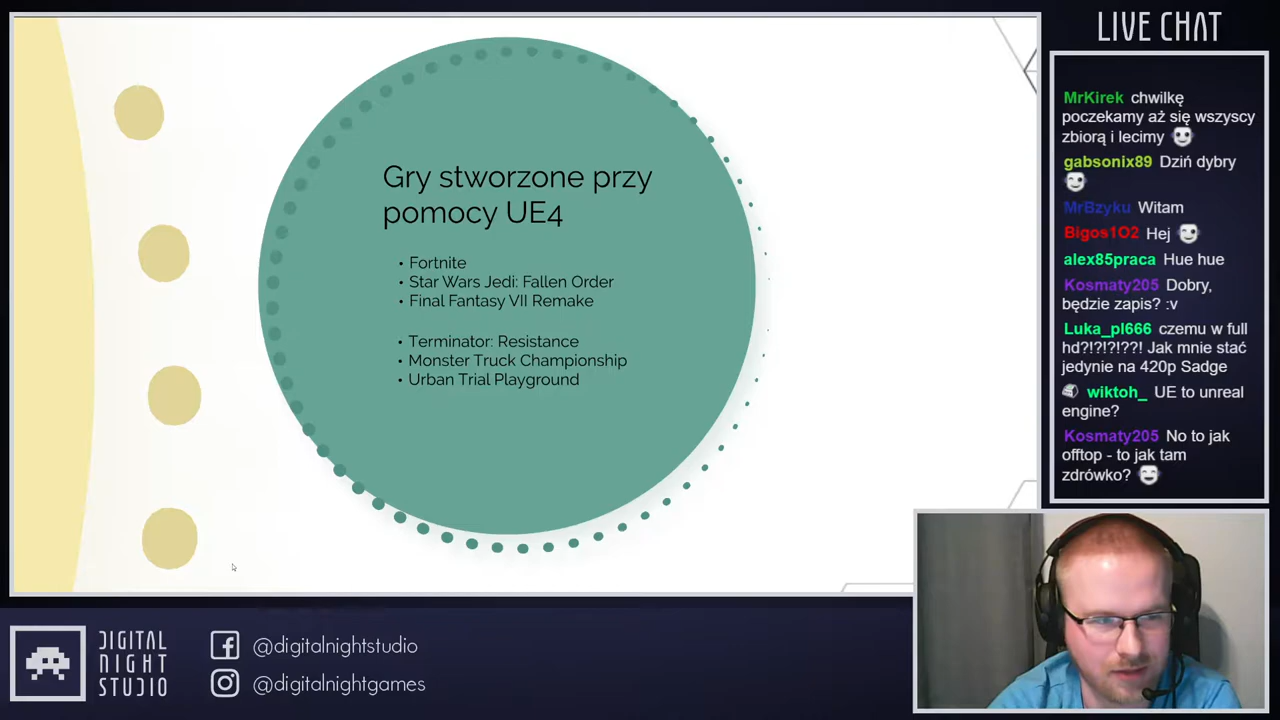 Gry stworzone przy
pomocy UE4
• Fortnite
• Star Wars Jedi: Fallen Order
• Final Fantasy VII Remake
• Terminator: Resistance
• Monster Truck Championship
• Urban Trial Playground
LIVE CHAT
MrKirek chwilkę
poczekamy aż się wszyscy
zbiorą i lecimy
gabsonix89 Dziń dybry
MrBzyku Witam
Bigos1O2 Hej
alex85praca Hue hue
Kosmaty205 Dobry,
będzie zapis? :v
Luka_pl666 czemu w full
hd?!?!?!??! Jak mnie stać
jedynie na 420p Sadge
wiktoh_ UE to unreal
engine?
Kosmaty205 No to jak
offtop - to jak tam
zdrówko?
DIGITAL
NIGHT
STUDIO
@digitalnightstudio
@digitalnightgames